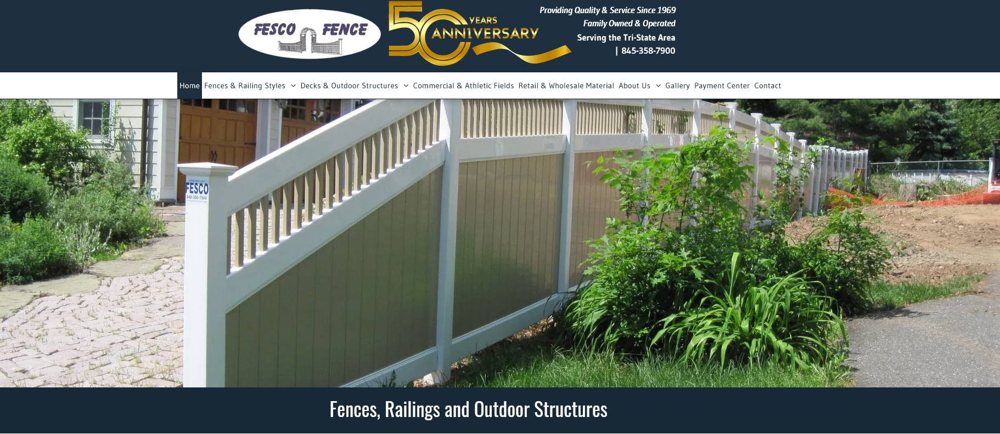 FESCO FENCE
50 YEARS
ANNIVERSARY
Providing Quality & Service Since 1969
Family Owned & Operated
Serving the Tri-State Area
| 845-358-7900
Home Fences & Railing Styles Decks & Outdoor Structures Commercial & Athletic Fields Retail & Wholesale Material About Us Gallery Payment Center Contact
FESCO
845-358-7900
Fences, Railings and Outdoor Structures